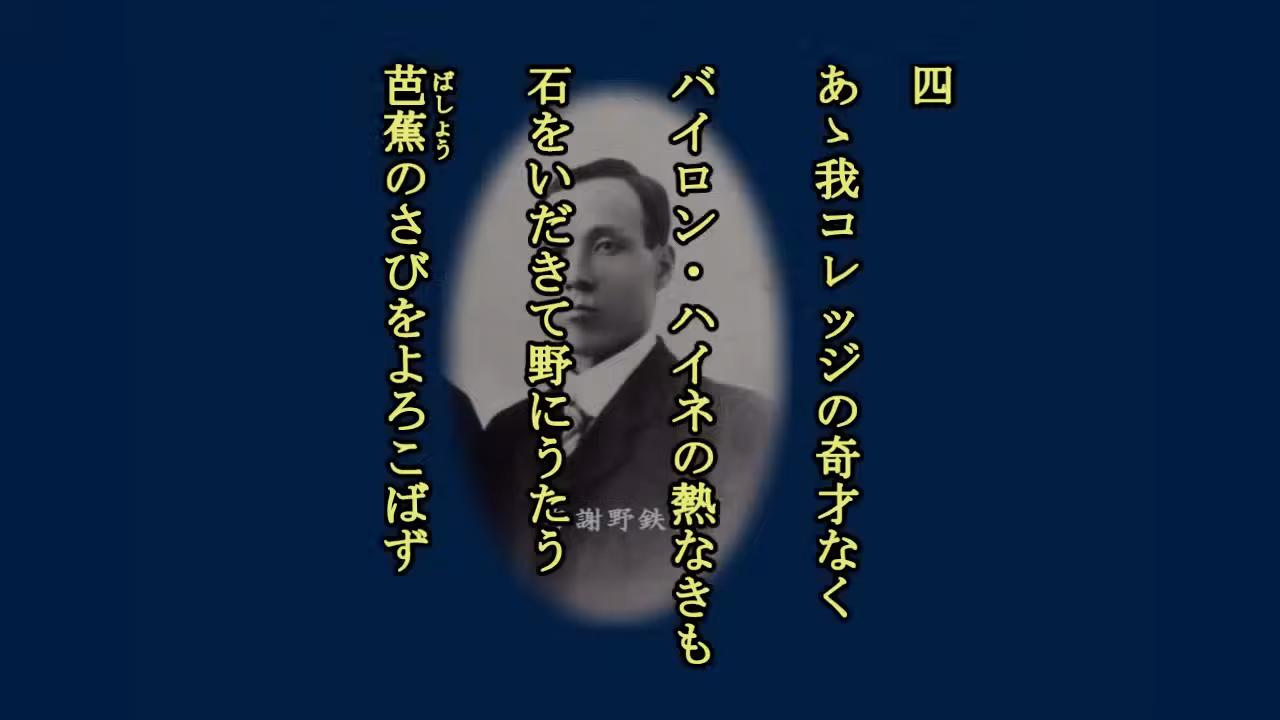 四
あゝ我コレッジの奇才なく
バイロン・ハイネの熱なきも
石をいだきて野にうたう
芭蕉のさびをよろこばず
ばしょう
謝野鉄